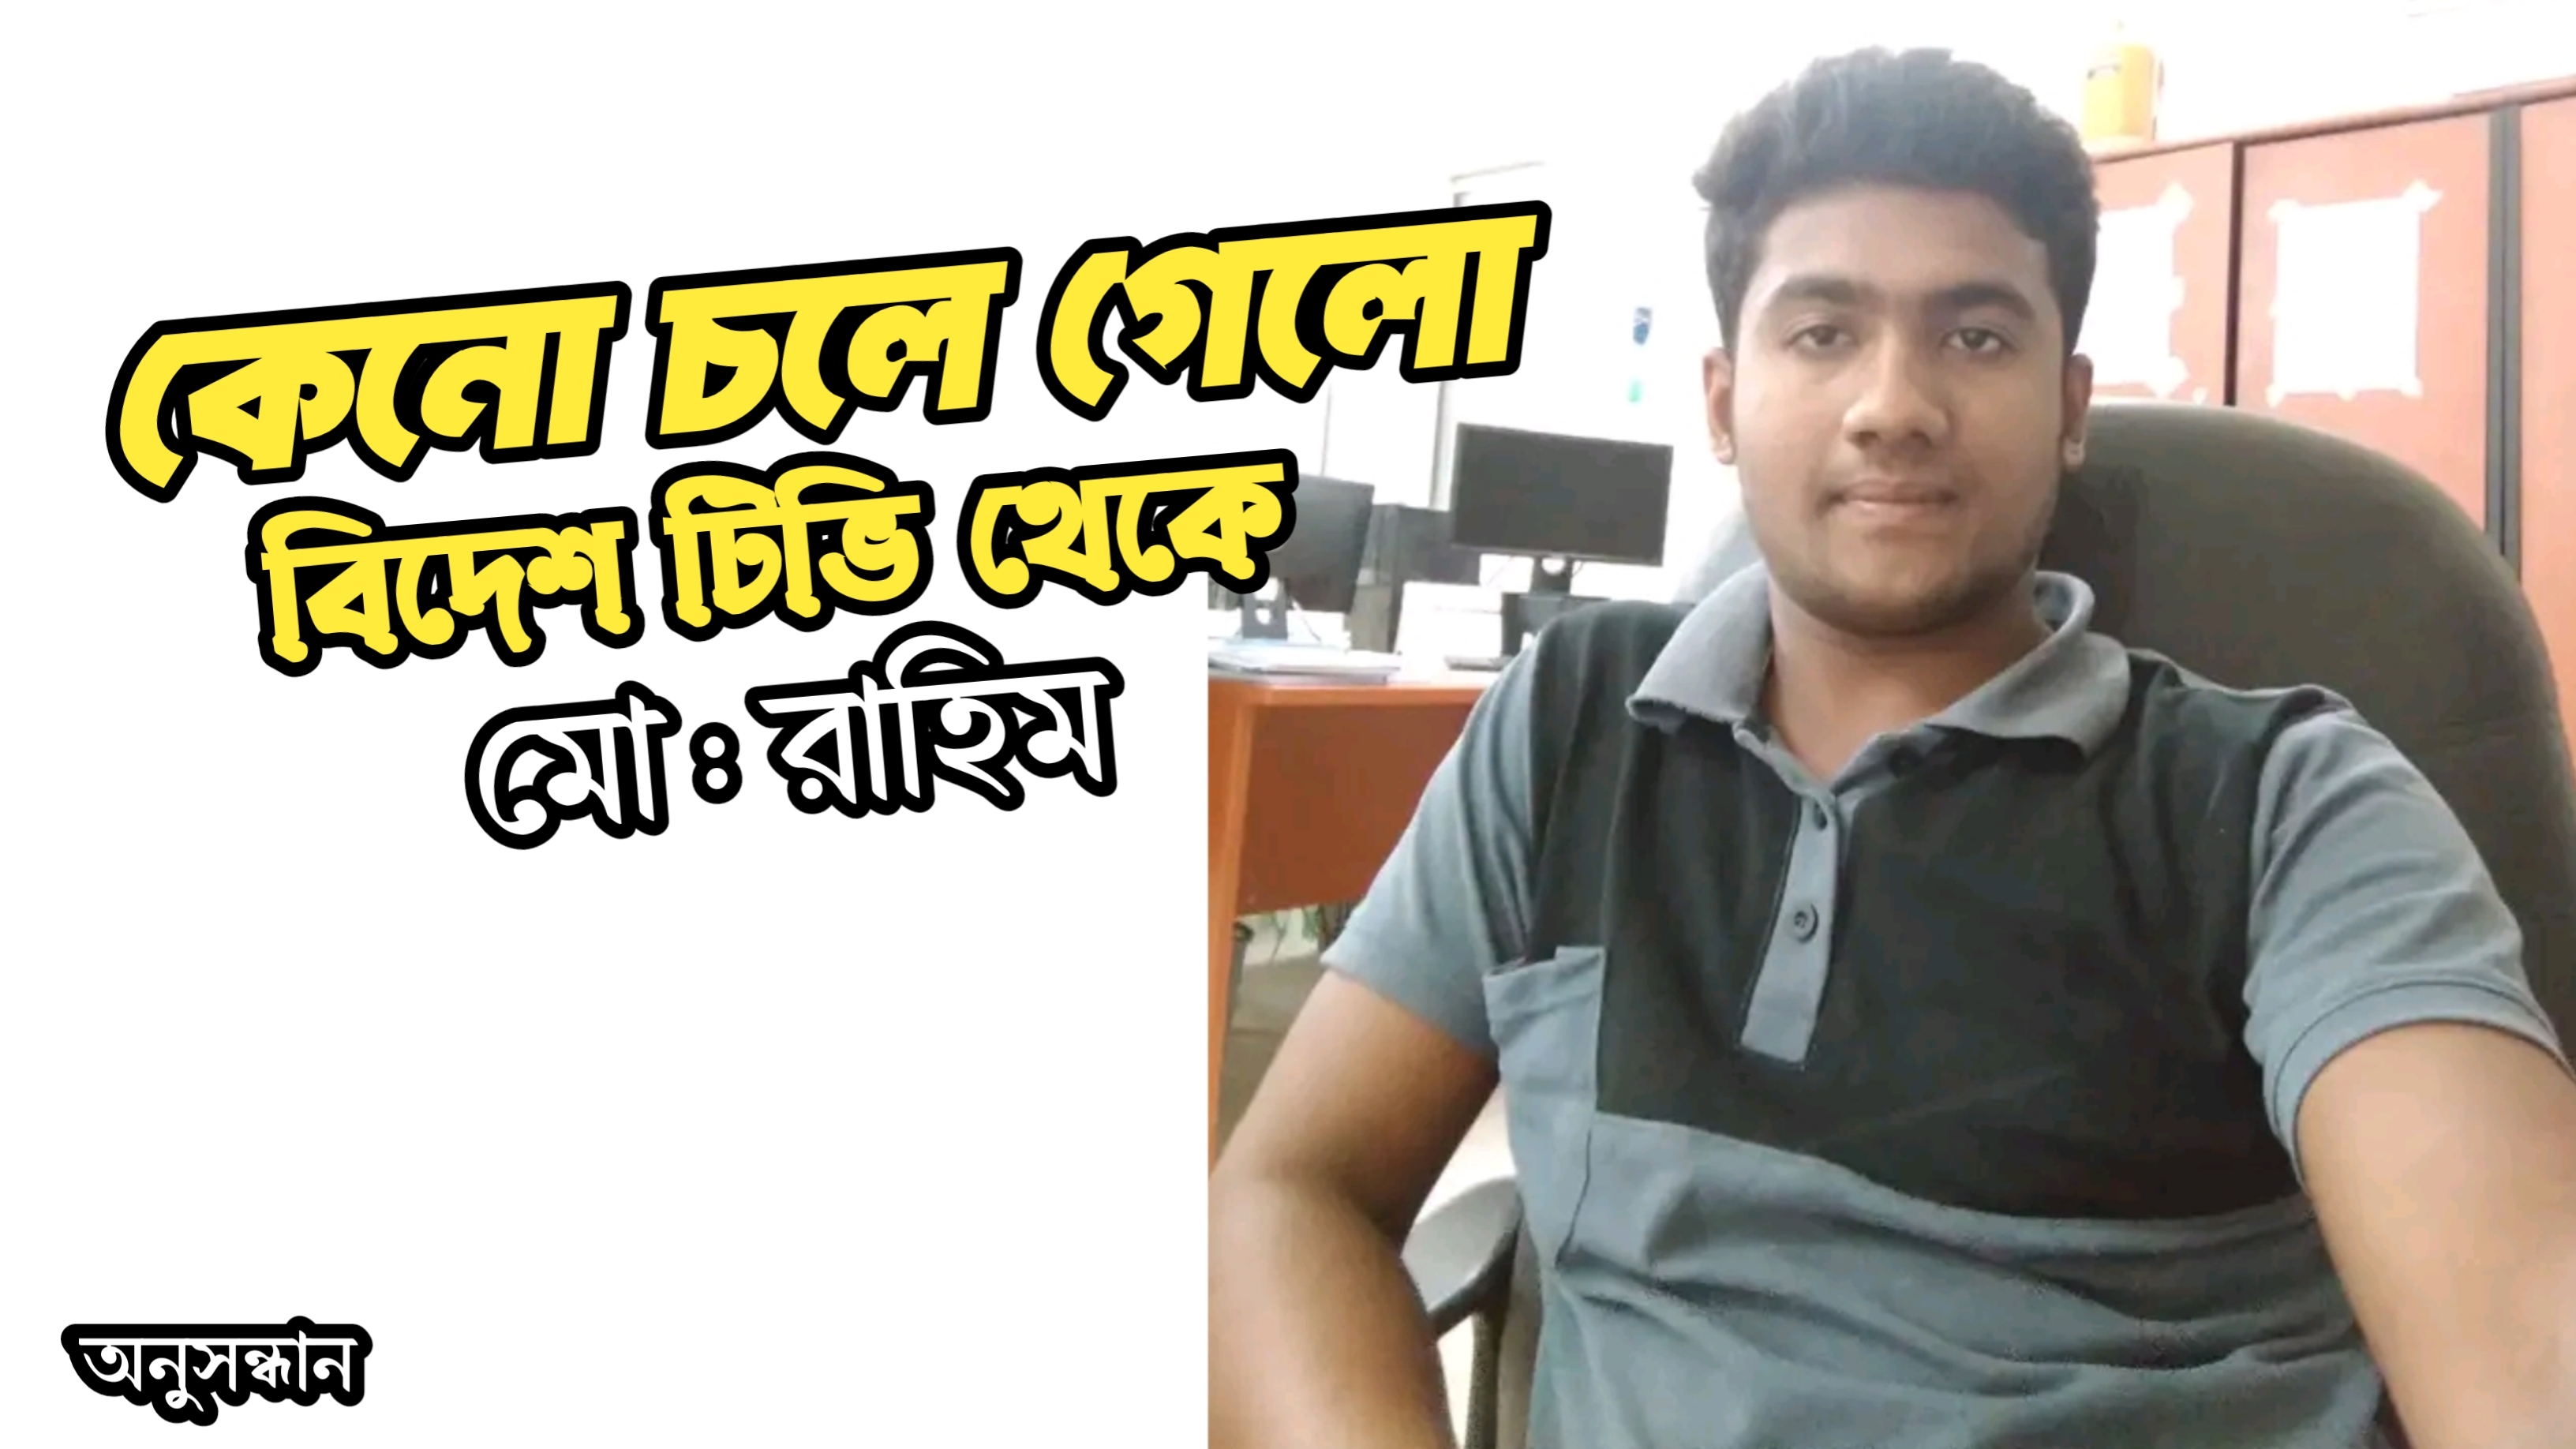 কেনো চলে গেলো
বিদেশ টিভি থেকে
মো ঃ রাহিম
অনুসন্ধান